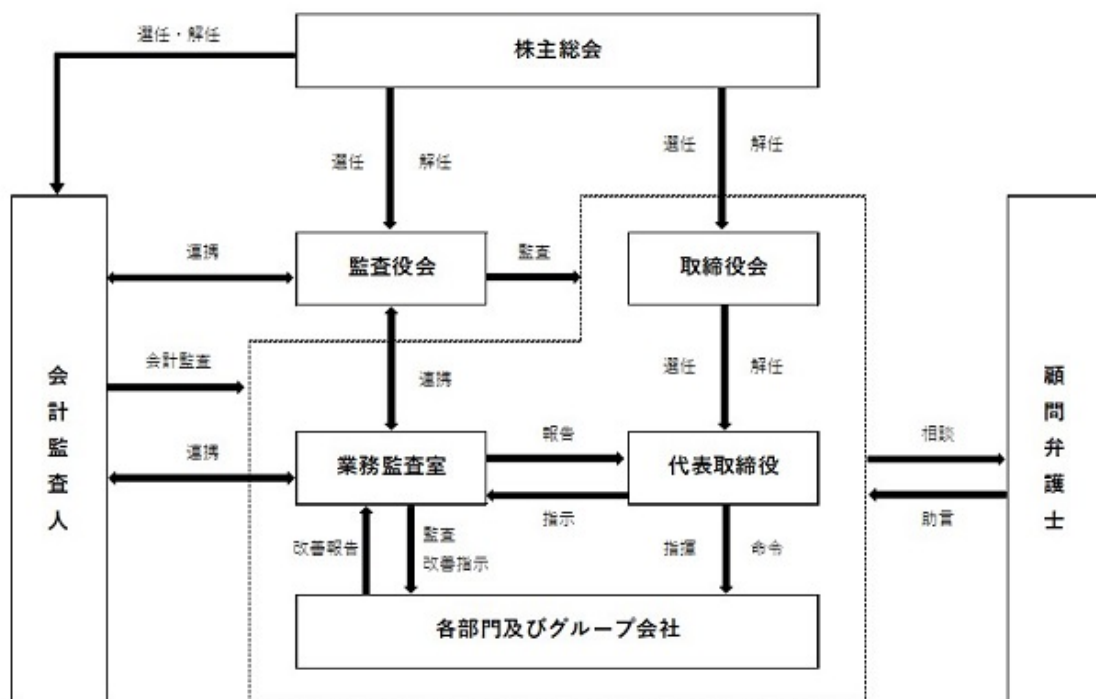 選任・解任
株主総会
選任
解任
選任
解任
連携
監査役会
監査
取締役会
会計監査
連携
選任
解任
会計監査人
顧問弁護士
連携
業務監査室
報告
代表取締役
相談
指示
助言
改善報告
監査
改善指示
指揮
命令
各部門及びグループ会社